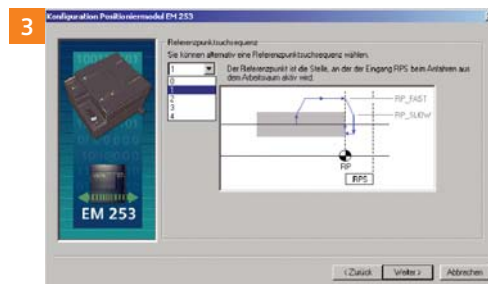 3
Konfiguration Positioniermodul EM 253
Referenzpunktsuchsequenz
Sie können alternativ eine Referenzpunktsuchsequenz wählen.
1
0
1
2
3
4
Der Referenzpunkt ist die Stelle, an der der Eingang RPS beim Anfahren aus
dem Arbeitsraum aktiv wird.
RP_FAST
RP_SLOW
RP
RPS
EM 253
< Zurück
Weiter >
Abbrechen